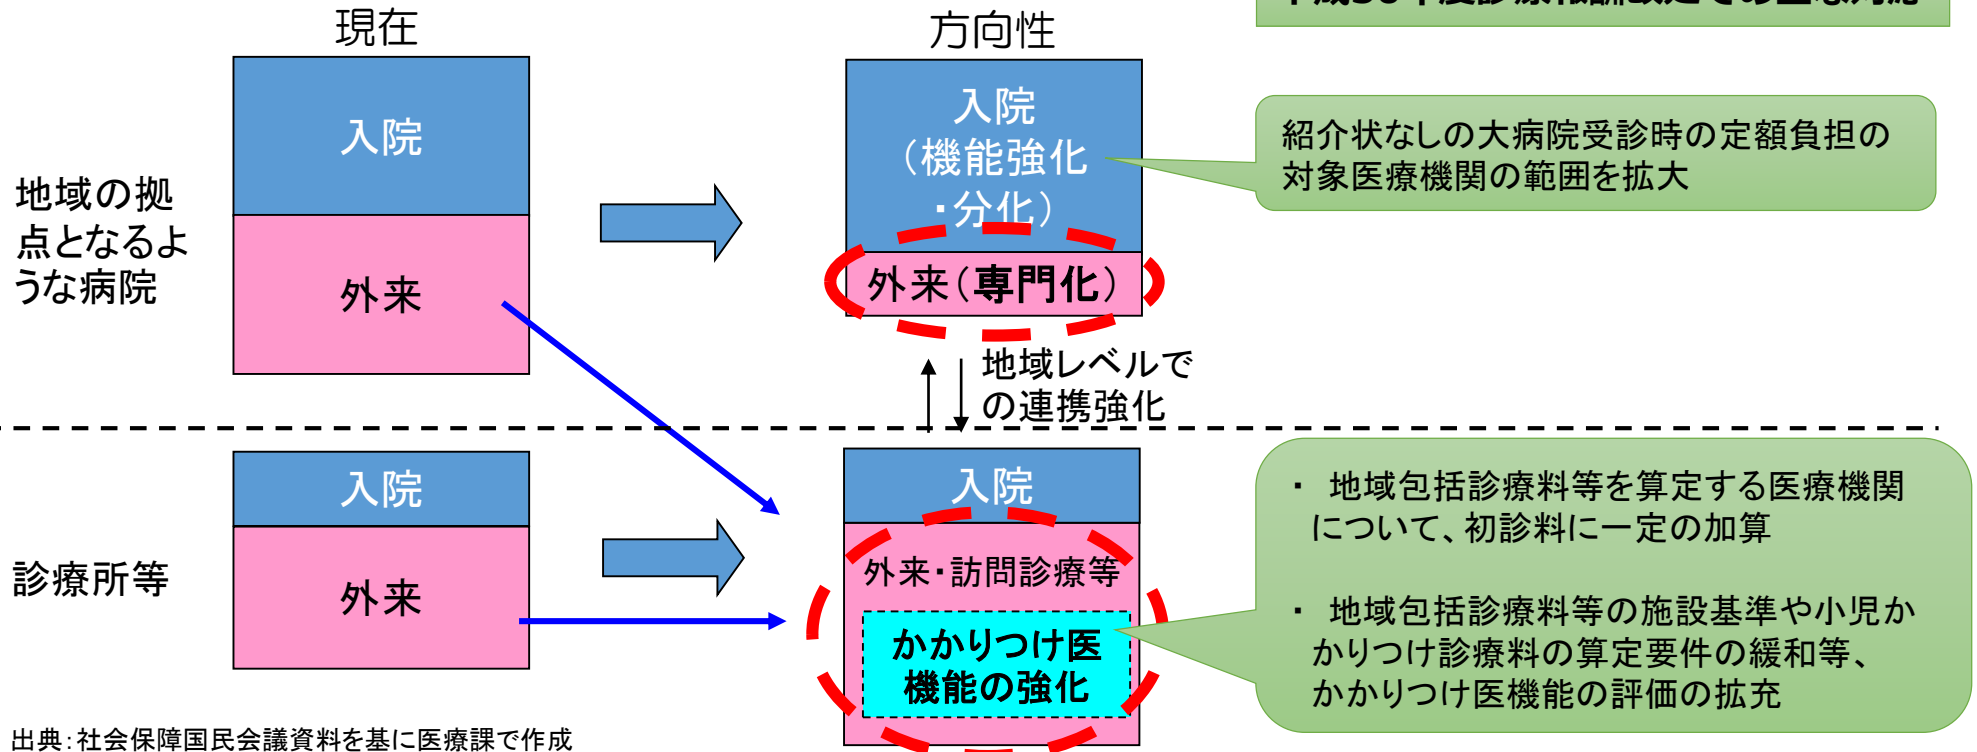 現在
方向性
入院
外来
地域の拠
点となるよ
うな病院
入院
(機能強化
・分化)
外来(専門化)
紹介状なしの大病院受診時の定額負担の
対象医療機関の範囲を拡大
地域レベルで
の連携強化
診療所等
入院
外来
入院
外来・訪問診療等
かかりつけ医
機能の強化
・ 地域包括診療料等を算定する医療機関
について、初診料に一定の加算
・ 地域包括診療料等の施設基準や小児か
かりつけ診療料の算定要件の緩和等、
かかりつけ医機能の評価の拡充
出典:社会保障国民会議資料を基に医療課で作成